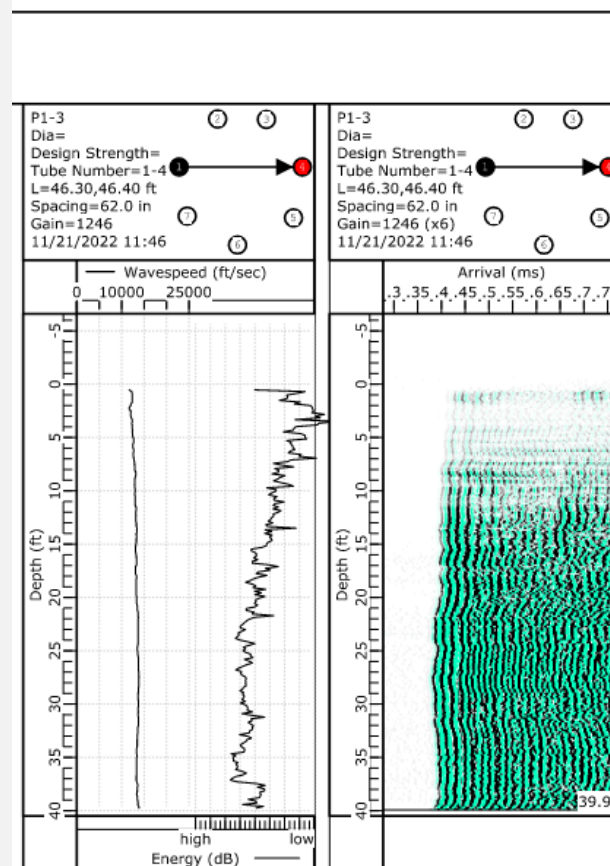 P1-3
Dia=
Design Strength=
Tube Number=1-4
L=46.30,46.40 ft
Spacing=62.0 in
Gain=1246
11/21/2022 11:46
2
3
1
4
7
5
6
Wavespeed (ft/sec)
0 10000 25000
-5
0
5
10
15
20
25
30
35
40
Depth (ft)
high low
Energy (dB)
P1-3
Dia=
Design Strength=
Tube Number=1-4
L=46.30,46.40 ft
Spacing=62.0 in
Gain=1246 (x6)
11/21/2022 11:46
2
3
1
4
7
5
6
Arrival (ms)
.3 .35 .4 .45 .5 .55 .6 .65 .7 .7
-5
0
5
10
15
20
25
30
35
40
Depth (ft)
39.9